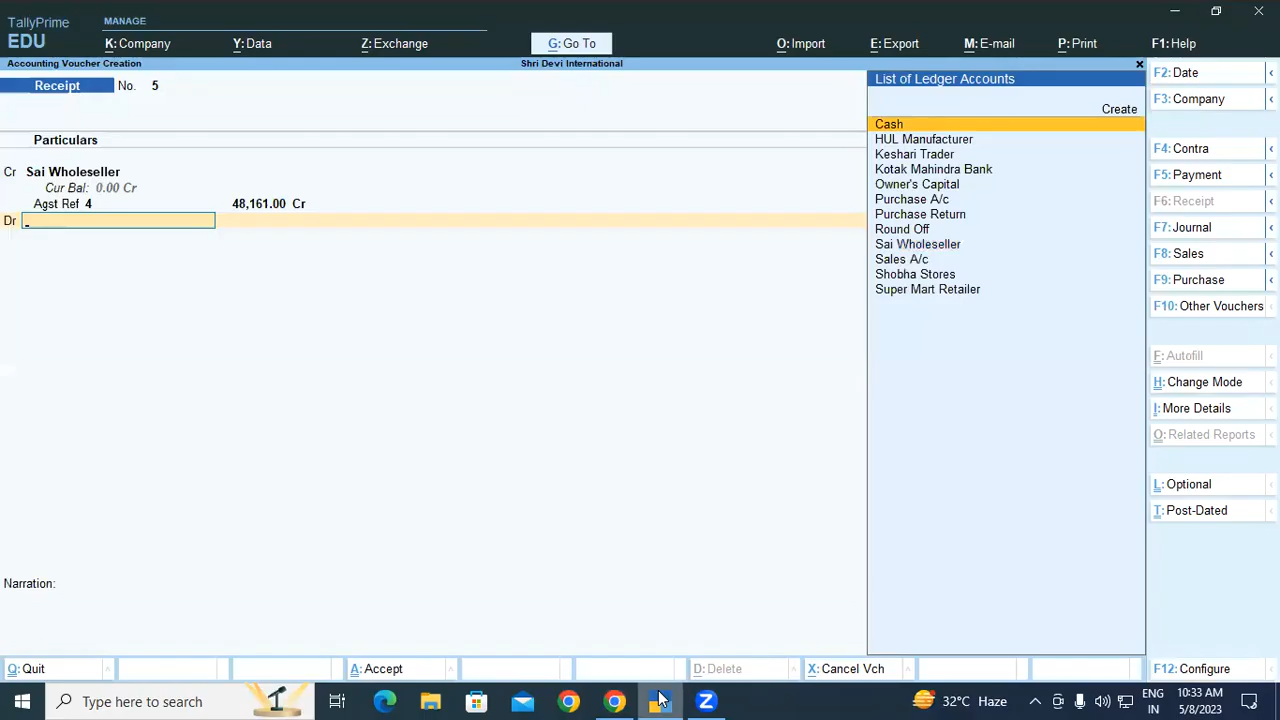 TallyPrime
EDU
MANAGE
K: Company
Y: Data
Z: Exchange
G: Go To
O: Import
E: Export
M: E-mail
P: Print
F1: Help
Accounting Voucher Creation
Shri Devi International
Receipt No. 5
Particulars
Cr Sai Wholeseller
Cur Bal: 0.00 Cr
Agst Ref 4 48,161.00 Cr
Dr
Narration:
List of Ledger Accounts
Create
Cash
HUL Manufacturer
Keshari Trader
Kotak Mahindra Bank
Owner's Capital
Purchase A/c
Purchase Return
Round Off
Sai Wholeseller
Sales A/c
Shobha Stores
Super Mart Retailer
F2: Date
F3: Company
F4: Contra
F5: Payment
F6: Receipt
F7: Journal
F8: Sales
F9: Purchase
F10: Other Vouchers
F: Autofill
H: Change Mode
I: More Details
O: Related Reports
L: Optional
T: Post-Dated
Q: Quit
A: Accept
D: Delete
X: Cancel Vch
F12: Configure
Type here to search
32°C Haze
ENG
IN
10:33 AM
5/8/2023